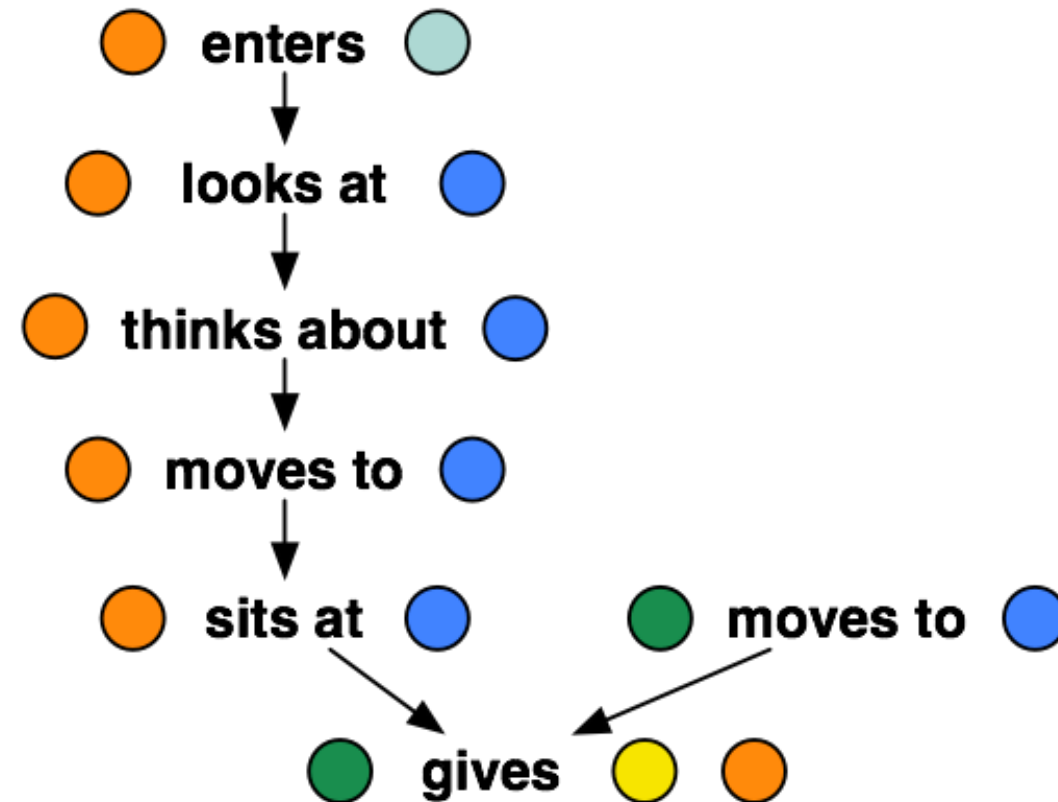 enters
looks at
thinks about
moves to
sits at
moves to
gives